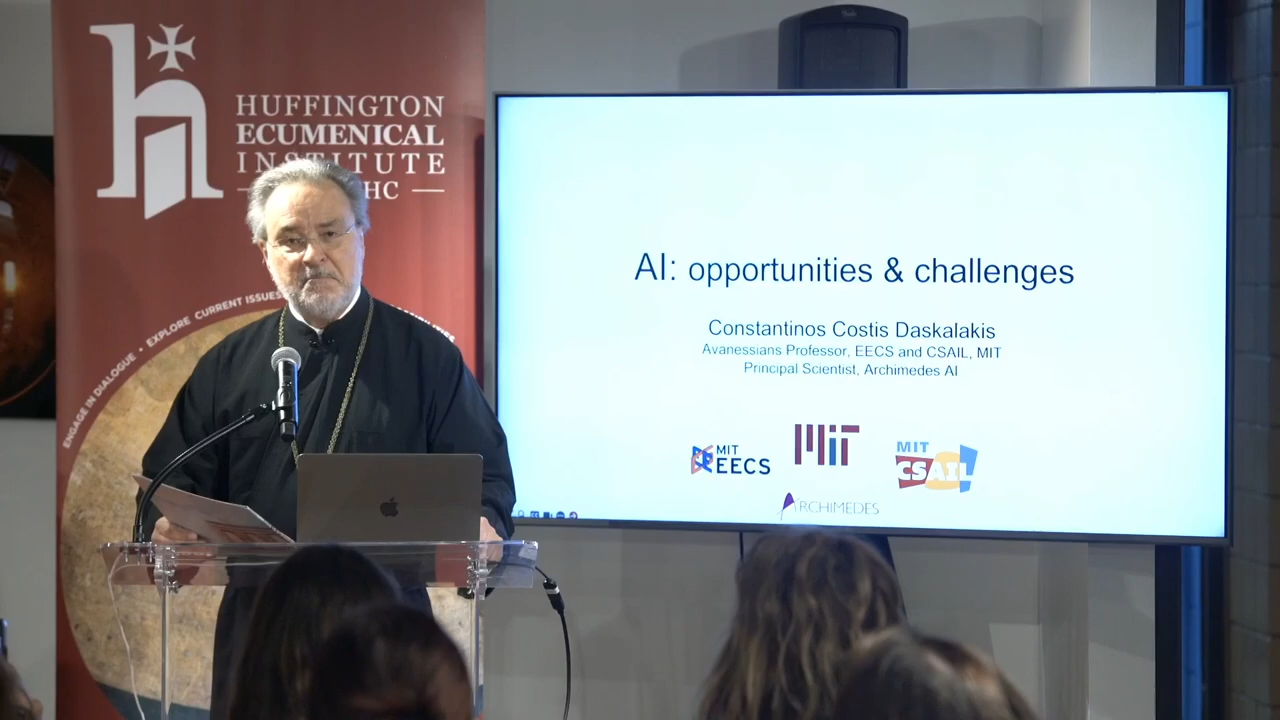 HUFFINGTON
ECUMENICAL
INSTITUTE
HC
ENGAGE IN DIALOGUE • EXPLORE CURRENT ISSUES
AI: opportunities & challenges
Constantinos Costis Daskalakis
Avanessians Professor, EECS and CSAIL, MIT
Principal Scientist, Archimedes AI
MIT
EECS
MIT
MIT
CSAIL
ARCHIMEDES